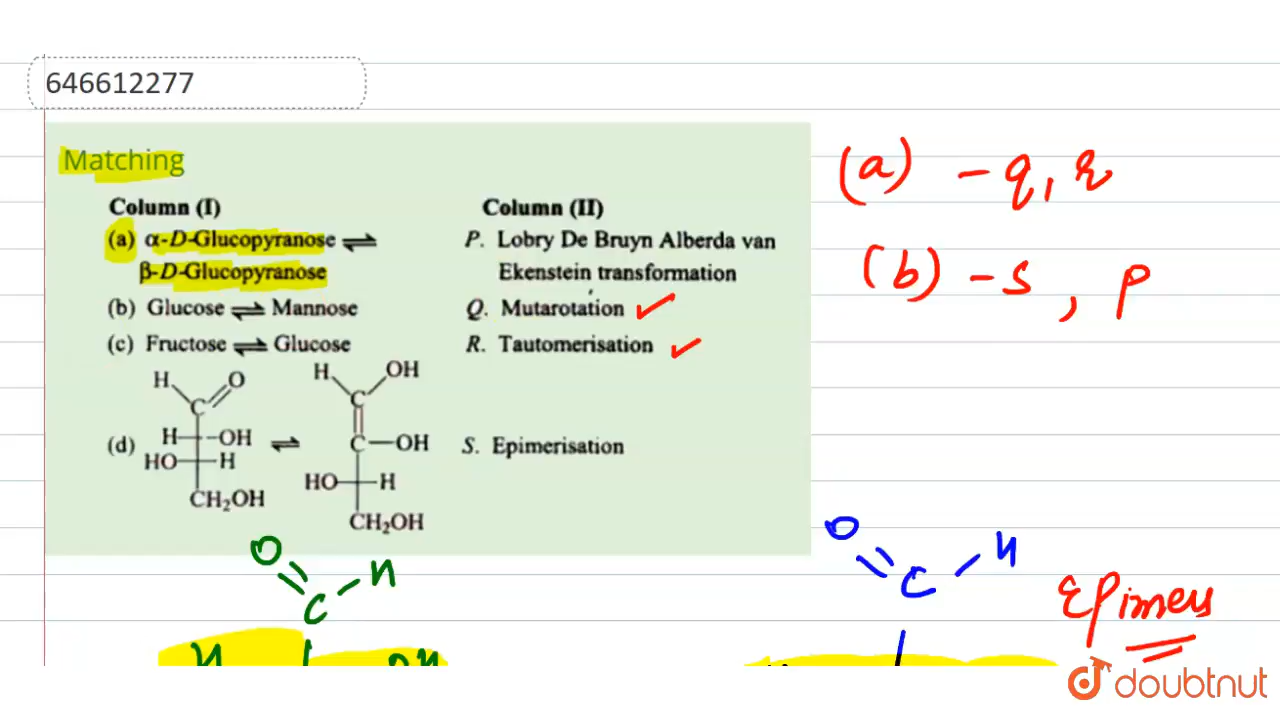 646612277
Matching
Column (I) Column (II)
(a) α-D-Glucopyranose ⇌ P. Lobry De Bruyn Alberda van
β-D-Glucopyranose Ekenstein transformation
(b) Glucose ⇌ Mannose Q. Mutarotation
(c) Fructose ⇌ Glucose R. Tautomerisation
H O H OH
C C
(d) H OH ⇌ C OH S. Epimerisation
HO H HO H
CH₂OH CH₂OH
(a) - q, r
(b) - s, p
O H
C
H OH
O H
C
Epimers
doubtnut